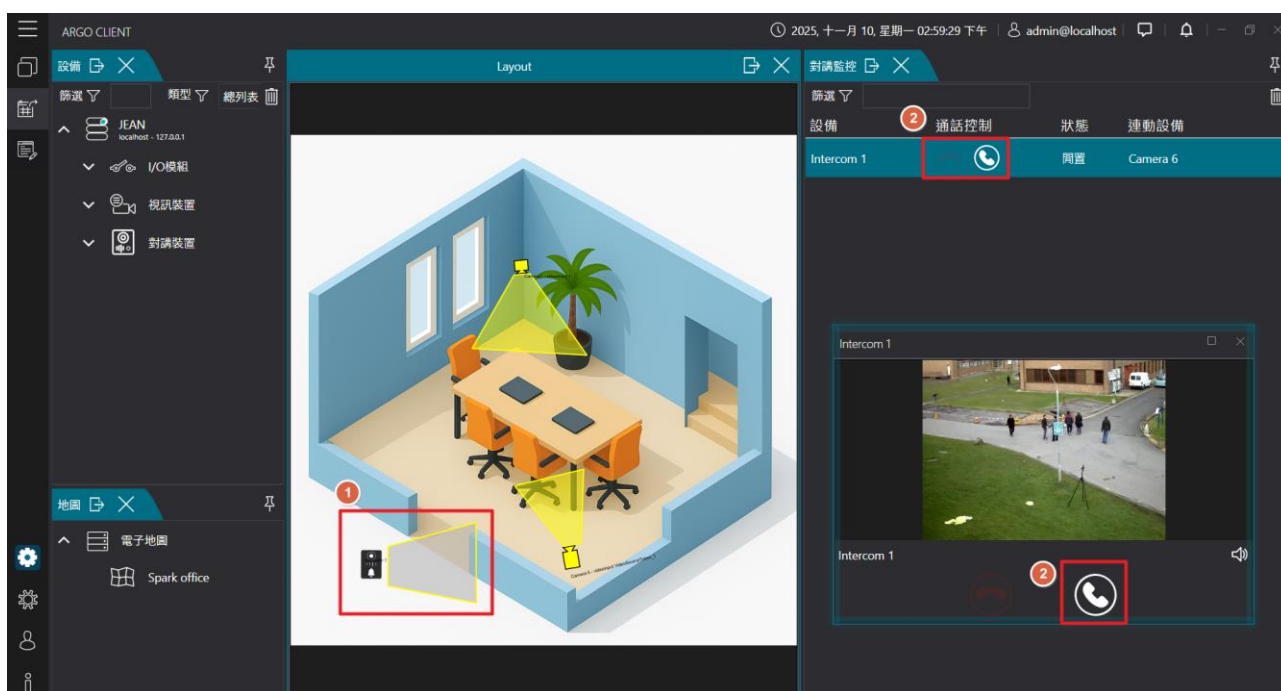 ARGO CLIENT
2025, 十一月 10, 星期一 02:59:29 下午
admin@localhost
設備
篩選 類型 總列表
JEAN
localhost - 127.0.0.1
I/O模組
視訊裝置
對講裝置
地圖
電子地圖
Spark office
Layout
1
對講監控
篩選
設備 2 通話控制 狀態 連動設備
Intercom 1 閒置 Camera 6
Intercom 1
Intercom 1
2